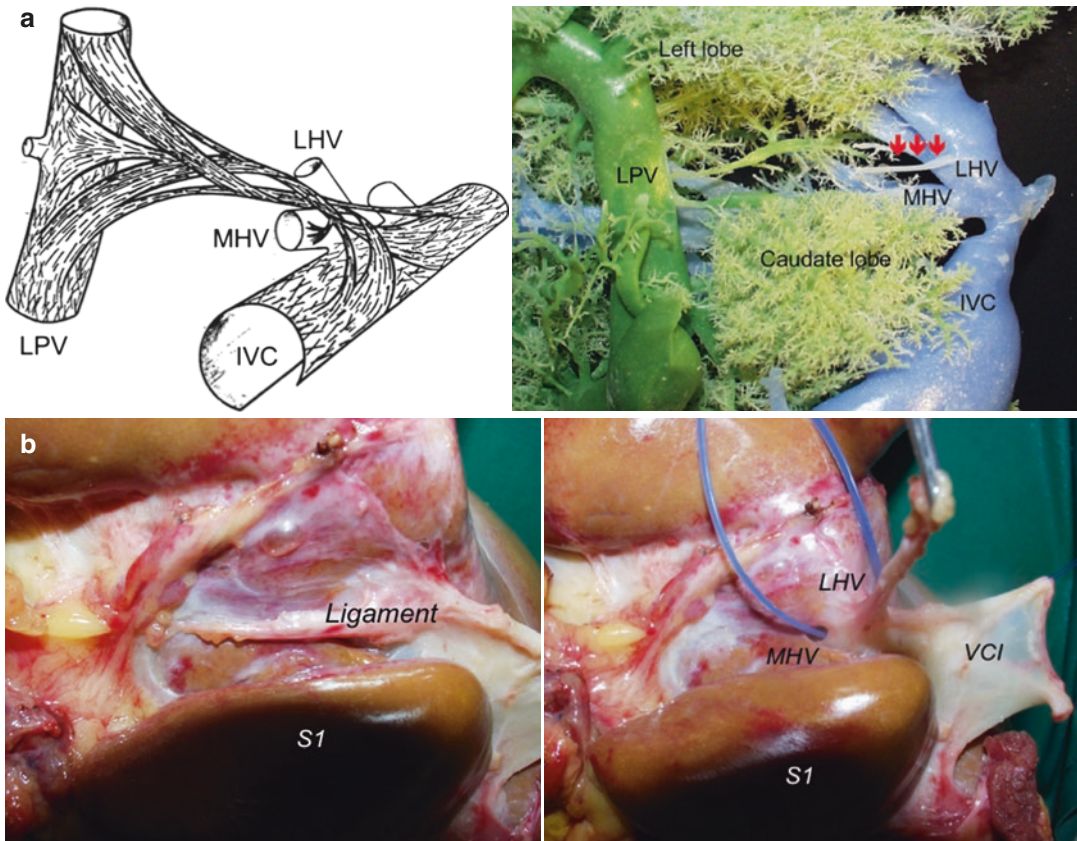 a
LHV
MHV
LPV
IVC
Left lobe
LPV
LHV
MHV
Caudate lobe
IVC
b
Ligament
S1
LHV
MHV
VCI
S1